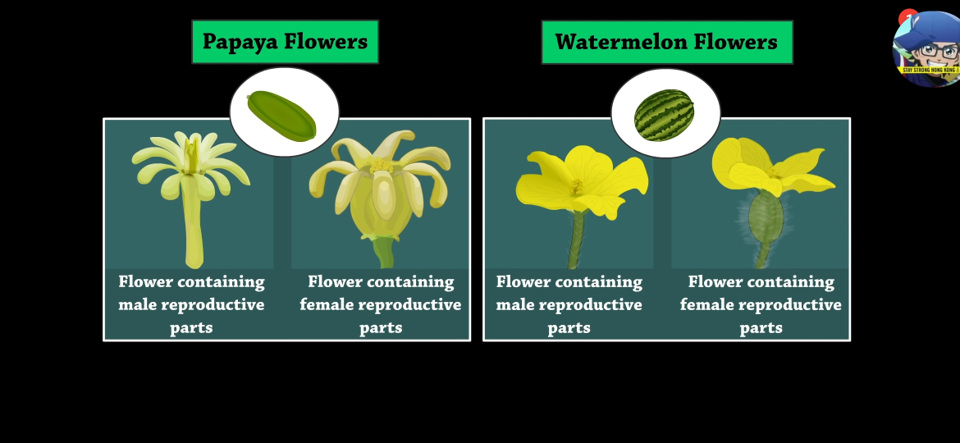 Papaya Flowers
Watermelon Flowers
STAY STRONG HONG KONG!
Flower containing
male reproductive
parts
Flower containing
female reproductive
parts
Flower containing
male reproductive
parts
Flower containing
female reproductive
parts